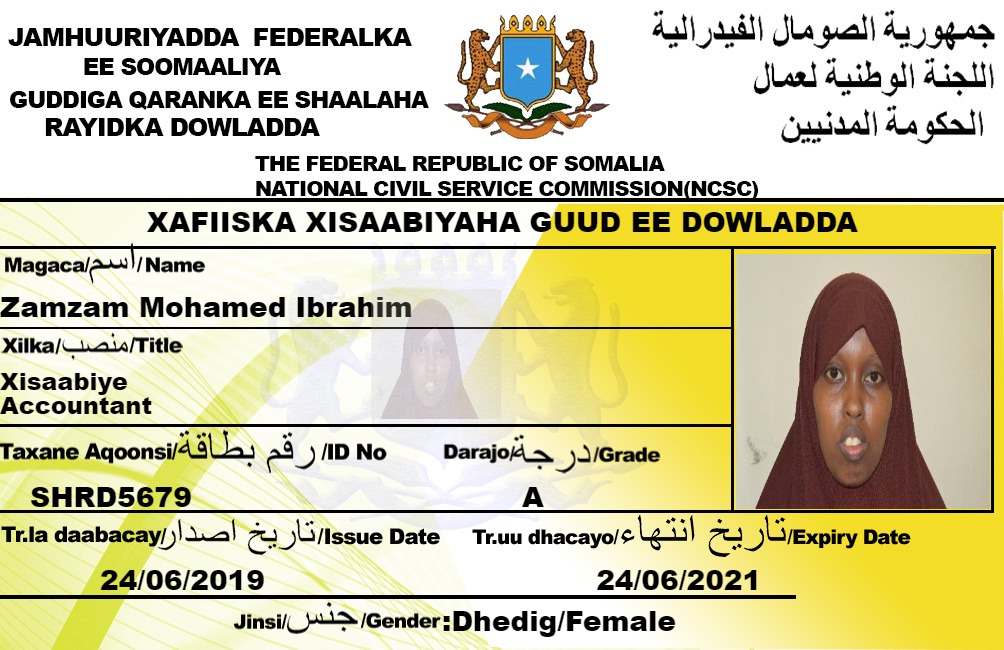 JAMHUURIYADDA FEDERALKA
EE SOOMAALIYA
GUDDIGA QARANKA EE SHAALAHA
RAYIDKA DOWLADDA
جمهورية الصومال الفيدرالية
اللجنة الوطنية لعمال
الحكومة المدنيين
THE FEDERAL REPUBLIC OF SOMALIA
NATIONAL CIVIL SERVICE COMMISSION(NCSC)
XAFIISKA XISAABIYAHA GUUD EE DOWLADDA
Magaca/اسم/Name
Zamzam Mohamed Ibrahim
Xilka/منصب/Title
Xisaabiye
Accountant
Taxane Aqoonsi/رقم بطاقة/ID No
SHRD5679
Darajo/درجة/Grade
A
Tr.la daabacay/تاريخ اصدار/Issue Date
24/06/2019
Tr.uu dhacayo/تاريخ انتهاء/Expiry Date
24/06/2021
Jinsi/جنس/Gender:Dhedig/Female